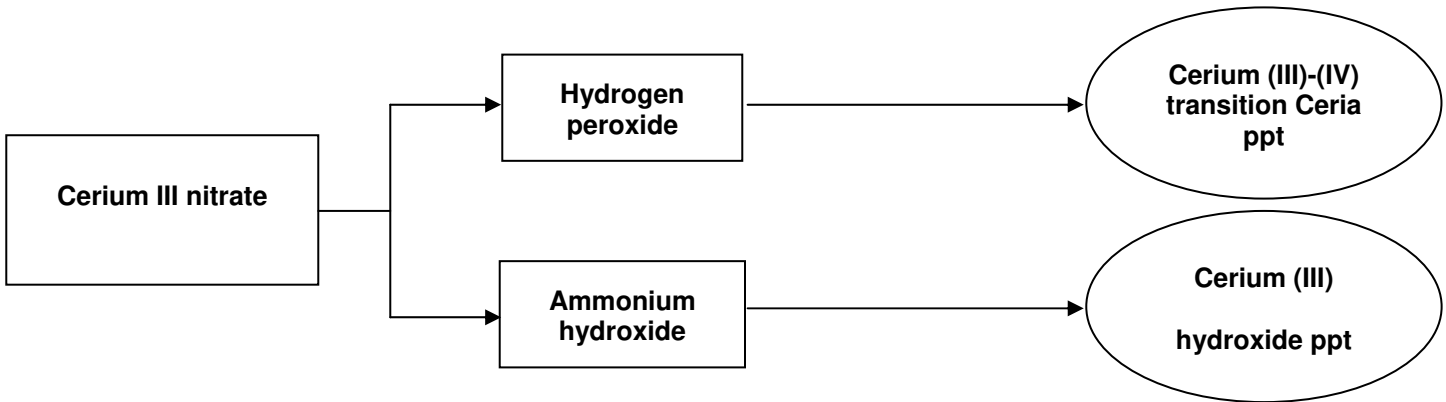 Cerium III nitrate
Hydrogen
peroxide
Cerium (III)-(IV)
transition Ceria
ppt
Ammonium
hydroxide
Cerium (III)
hydroxide ppt